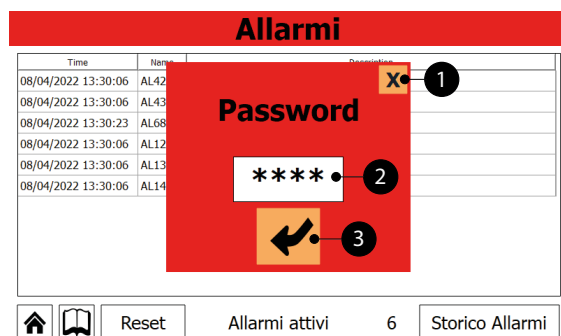 Allarmi
Time Name Description
08/04/2022 13:30:06 AL42
08/04/2022 13:30:06 AL43
08/04/2022 13:30:23 AL68
08/04/2022 13:30:06 AL12
08/04/2022 13:30:06 AL13
08/04/2022 13:30:06 AL14
X 1
Password
**** 2
3
Reset Allarmi attivi 6 Storico Allarmi